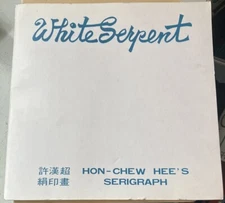 White Serpent
許漢超 HON-CHEW HEE'S
絹印畫 SERIGRAPH